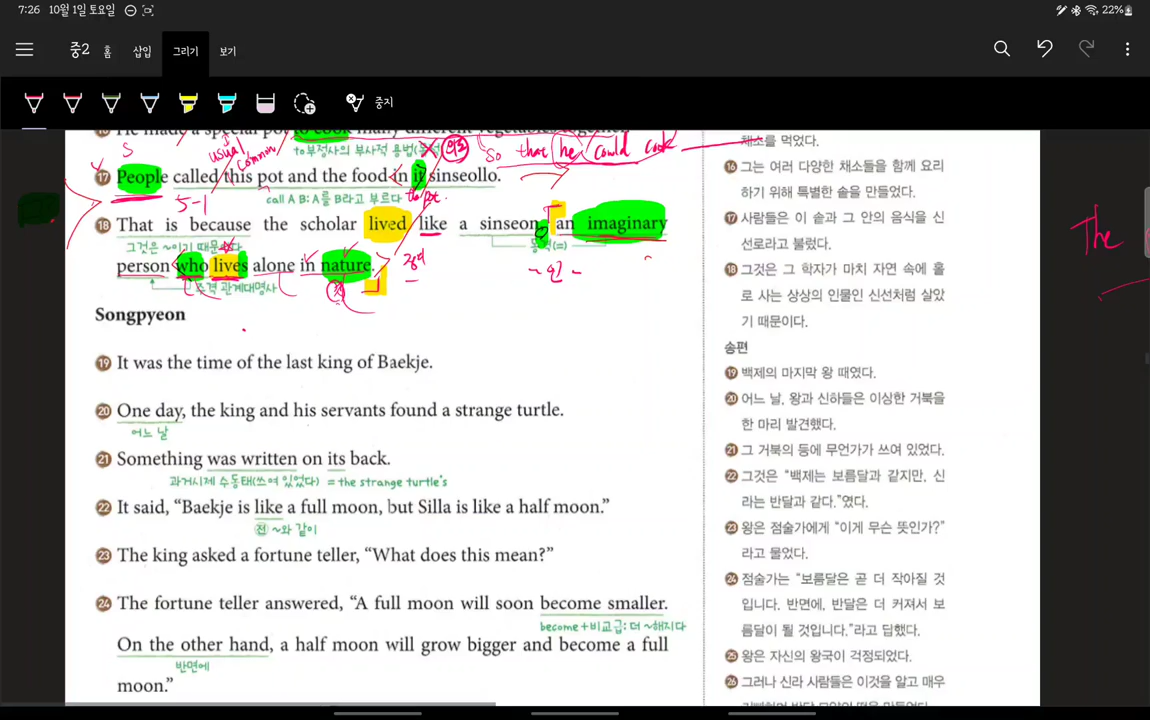 7:26 10월 1일 토요일
22%
중2 홈 삽입 그리기 보기
중지
He made a special pot to cook many different vegetables together.
to부정사의 부사적 용법(목적)
S
usual
common
so that he could cook
⑰ People called this pot and the food in it sinseollo.
5-1
call A B: A를 B라고 부르다
the pot
⑱ That is because the scholar lived like a sinseon, an imaginary
그것은 ~이기 때문이다
동격(=)
person who lives alone in nature.
주격 관계대명사
Songpyeon
⑲ It was the time of the last king of Baekje.
⑳ One day, the king and his servants found a strange turtle.
어느 날
㉑ Something was written on its back.
과거시제 수동태(쓰여 있었다) = the strange turtle's
㉒ It said, “Baekje is like a full moon, but Silla is like a half moon.”
전 ~와 같이
㉓ The king asked a fortune teller, “What does this mean?”
㉔ The fortune teller answered, “A full moon will soon become smaller.
become+비교급: 더 ~해지다
On the other hand, a half moon will grow bigger and become a full
반면에
moon.”
채소를 먹었다.
⑯ 그는 여러 다양한 채소들을 함께 요리
하기 위해 특별한 솥을 만들었다.
⑰ 사람들은 이 솥과 그 안의 음식을 신
선로라고 불렀다.
⑱ 그것은 그 학자가 마치 자연 속에 홀
로 사는 상상의 인물인 신선처럼 살았
기 때문이다.
송편
⑲ 백제의 마지막 왕 때였다.
⑳ 어느 날, 왕과 신하들은 이상한 거북을
한 마리 발견했다.
㉑ 그 거북의 등에 무언가가 쓰여 있었다.
㉒ 그것은 “백제는 보름달과 같지만, 신
라는 반달과 같다.”였다.
㉓ 왕은 점술가에게 “이게 무슨 뜻인가?”
라고 물었다.
㉔ 점술가는 “보름달은 곧 더 작아질 것
입니다. 반면에, 반달은 더 커져서 보
름달이 될 것입니다.”라고 답했다.
㉕ 왕은 자신의 왕국이 걱정되었다.
㉖ 그러나 신라 사람들은 이것을 알고 매우
The